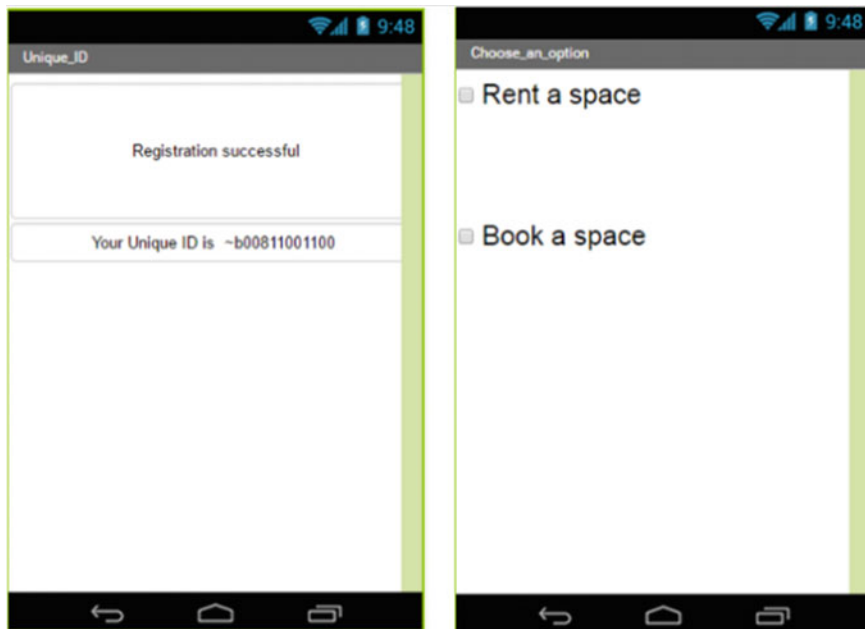 9:48
Unique_ID
Registration successful
Your Unique ID is ~b00811001100
9:48
Choose_an_option
Rent a space
Book a space